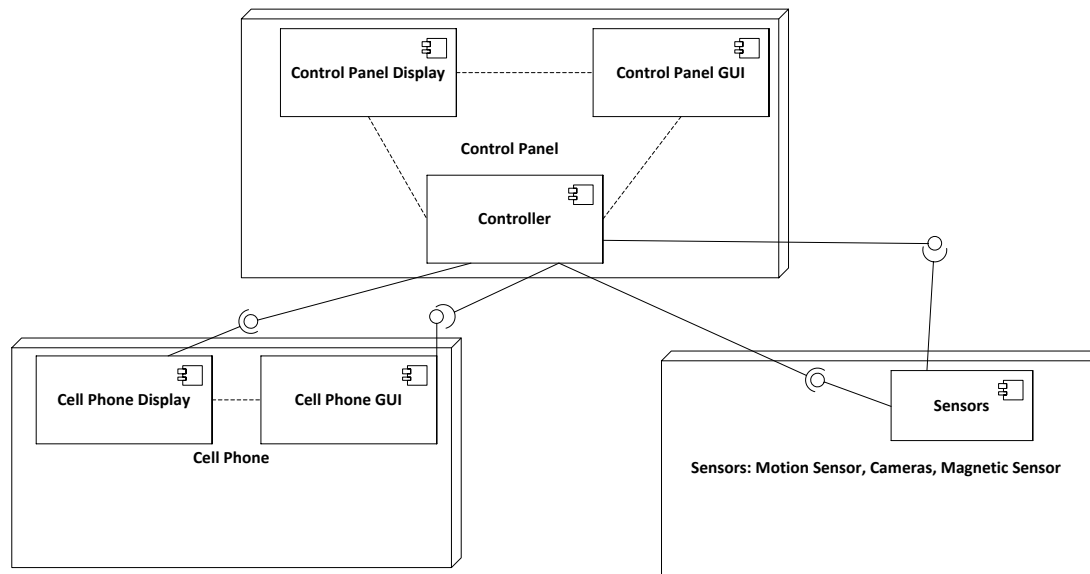 Control Panel Display
Control Panel GUI
Control Panel
Controller
Cell Phone Display
Cell Phone GUI
Cell Phone
Sensors
Sensors: Motion Sensor, Cameras, Magnetic Sensor